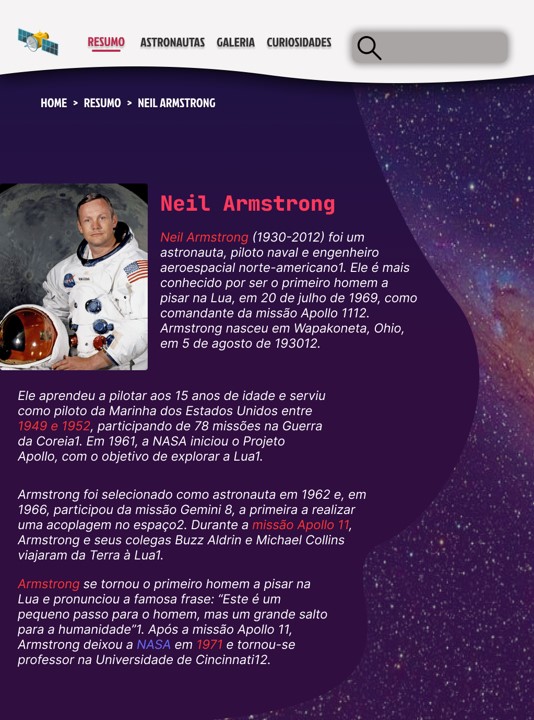 RESUMO ASTRONAUTAS GALERIA CURIOSIDADES
HOME > RESUMO > NEIL ARMSTRONG
Neil Armstrong
Neil Armstrong (1930-2012) foi um
astronauta, piloto naval e engenheiro
aeroespacial norte-americano1. Ele é mais
conhecido por ser o primeiro homem a
pisar na Lua, em 20 de julho de 1969, como
comandante da missão Apollo 1112.
Armstrong nasceu em Wapakoneta, Ohio,
em 5 de agosto de 193012.
Ele aprendeu a pilotar aos 15 anos de idade e serviu
como piloto da Marinha dos Estados Unidos entre
1949 e 1952, participando de 78 missões na Guerra
da Coreia1. Em 1961, a NASA iniciou o Projeto
Apollo, com o objetivo de explorar a Lua1.
Armstrong foi selecionado como astronauta em 1962 e, em
1966, participou da missão Gemini 8, a primeira a realizar
uma acoplagem no espaço2. Durante a missão Apollo 11,
Armstrong e seus colegas Buzz Aldrin e Michael Collins
viajaram da Terra à Lua1.
Armstrong se tornou o primeiro homem a pisar na
Lua e pronunciou a famosa frase: “Este é um
pequeno passo para o homem, mas um grande salto
para a humanidade”1. Após a missão Apollo 11,
Armstrong deixou a NASA em 1971 e tornou-se
professor na Universidade de Cincinnati12.